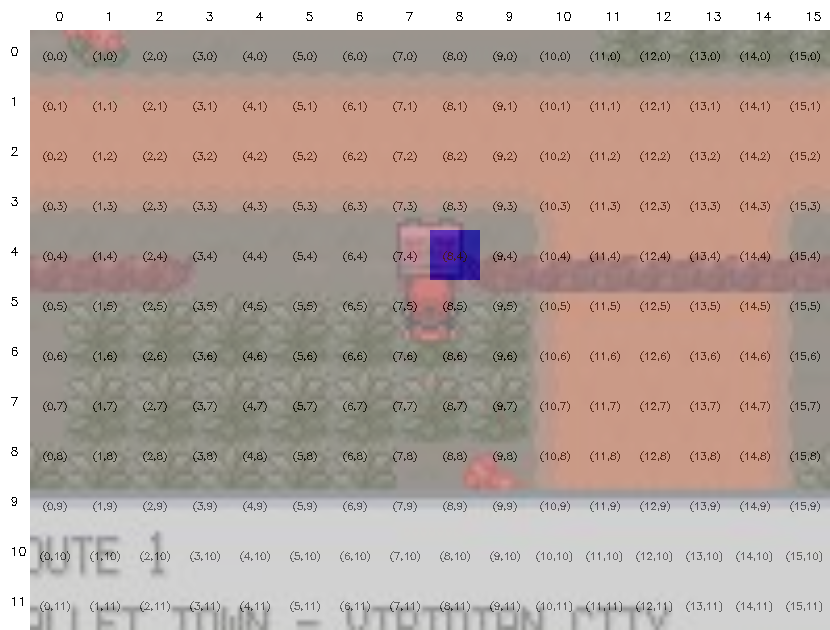 0 1 2 3 4 5 6 7 8 9 10 11 12 13 14 15
0 (0,0) (1,0) (2,0) (3,0) (4,0) (5,0) (6,0) (7,0) (8,0) (9,0) (10,0) (11,0) (12,0) (13,0) (14,0) (15,0)
1 (0,1) (1,1) (2,1) (3,1) (4,1) (5,1) (6,1) (7,1) (8,1) (9,1) (10,1) (11,1) (12,1) (13,1) (14,1) (15,1)
2 (0,2) (1,2) (2,2) (3,2) (4,2) (5,2) (6,2) (7,2) (8,2) (9,2) (10,2) (11,2) (12,2) (13,2) (14,2) (15,2)
3 (0,3) (1,3) (2,3) (3,3) (4,3) (5,3) (6,3) (7,3) (8,3) (9,3) (10,3) (11,3) (12,3) (13,3) (14,3) (15,3)
4 (0,4) (1,4) (2,4) (3,4) (4,4) (5,4) (6,4) (7,4) (8,4) (9,4) (10,4) (11,4) (12,4) (13,4) (14,4) (15,4)
5 (0,5) (1,5) (2,5) (3,5) (4,5) (5,5) (6,5) (7,5) (8,5) (9,5) (10,5) (11,5) (12,5) (13,5) (14,5) (15,5)
6 (0,6) (1,6) (2,6) (3,6) (4,6) (5,6) (6,6) (7,6) (8,6) (9,6) (10,6) (11,6) (12,6) (13,6) (14,6) (15,6)
7 (0,7) (1,7) (2,7) (3,7) (4,7) (5,7) (6,7) (7,7) (8,7) (9,7) (10,7) (11,7) (12,7) (13,7) (14,7) (15,7)
8 (0,8) (1,8) (2,8) (3,8) (4,8) (5,8) (6,8) (7,8) (8,8) (9,8) (10,8) (11,8) (12,8) (13,8) (14,8) (15,8)
9 (0,9) (1,9) (2,9) (3,9) (4,9) (5,9) (6,9) (7,9) (8,9) (9,9) (10,9) (11,9) (12,9) (13,9) (14,9) (15,9)
10 (0,10) (1,10) (2,10) (3,10) (4,10) (5,10) (6,10) (7,10) (8,10) (9,10) (10,10) (11,10) (12,10) (13,10) (14,10) (15,10)
OUTE 1
11 (0,11) (1,11) (2,11) (3,11) (4,11) (5,11) (6,11) (7,11) (8,11) (9,11) (10,11) (11,11) (12,11) (13,11) (14,11) (15,11)
ALLET TOWN - VIRIDIAN CITY